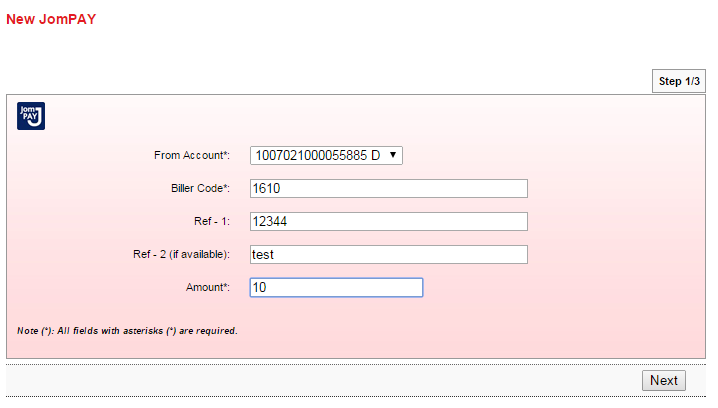 New JomPAY
Step 1/3
Jom
PAY
From Account*: 1007021000055885 D
Biller Code*: 1610
Ref - 1: 12344
Ref - 2 (if available): test
Amount*: 10
Note (*): All fields with asterisks (*) are required.
Next